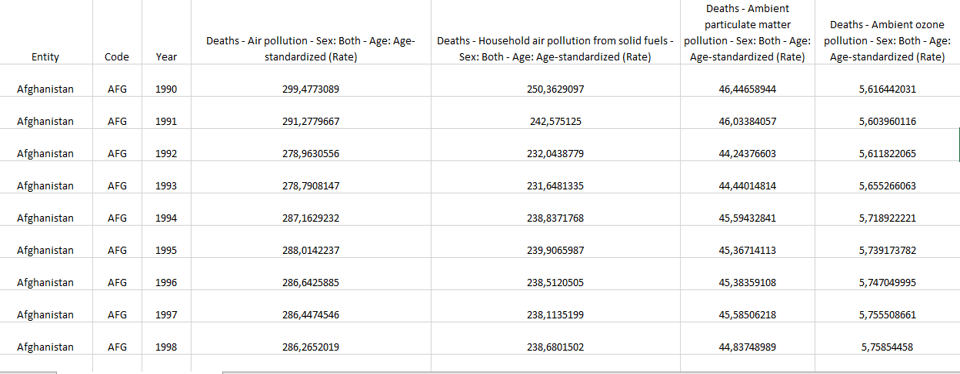 Entity Code Year Deaths - Air pollution - Sex: Both - Age: Age-standardized (Rate) Deaths - Household air pollution from solid fuels - Sex: Both - Age: Age-standardized (Rate) Deaths - Ambient particulate matter pollution - Sex: Both - Age: Age-standardized (Rate) Deaths - Ambient ozone pollution - Sex: Both - Age: Age-standardized (Rate)
Afghanistan AFG 1990 299,4773089 250,3629097 46,44658944 5,616442031
Afghanistan AFG 1991 291,2779667 242,575125 46,03384057 5,603960116
Afghanistan AFG 1992 278,9630556 232,0438779 44,24376603 5,611822065
Afghanistan AFG 1993 278,7908147 231,6481335 44,44014814 5,655266063
Afghanistan AFG 1994 287,1629232 238,8371768 45,59432841 5,718922221
Afghanistan AFG 1995 288,0142237 239,9065987 45,36714113 5,739173782
Afghanistan AFG 1996 286,6425885 238,5120505 45,38359108 5,747049995
Afghanistan AFG 1997 286,4474546 238,1135199 45,58506218 5,755508661
Afghanistan AFG 1998 286,2652019 238,6801502 44,83748989 5,75854458